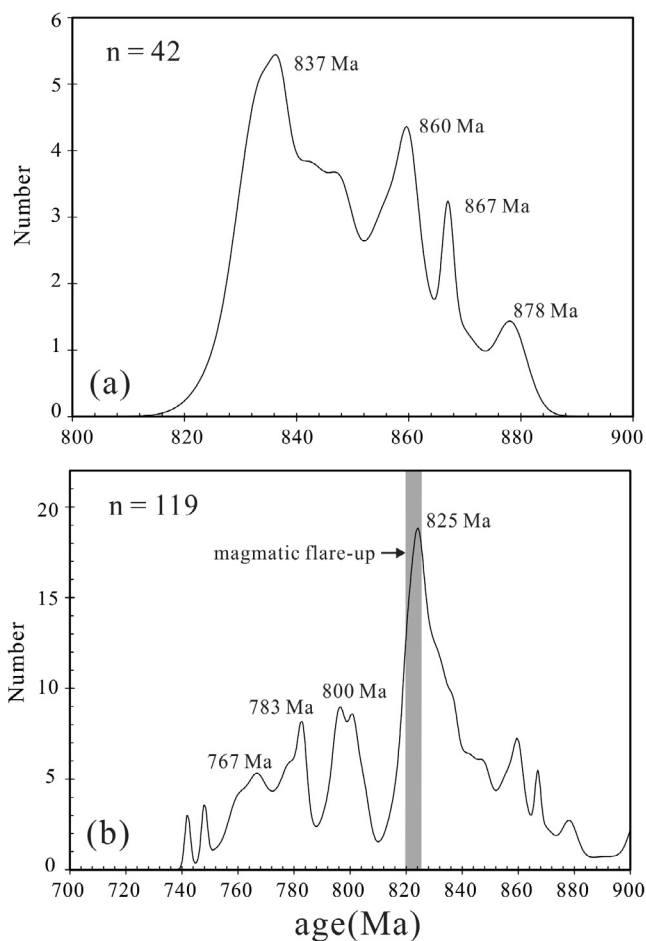 6
n = 42
837 Ma
5
860 Ma
4
867 Ma
3
Number
2
878 Ma
1
(a)
0
800 820 840 860 880 900
n = 119
20
825 Ma
magmatic flare-up
15
Number
10
800 Ma
783 Ma
767 Ma
5
(b)
0
700 720 740 760 780 800 820 840 860 880 900
age(Ma)